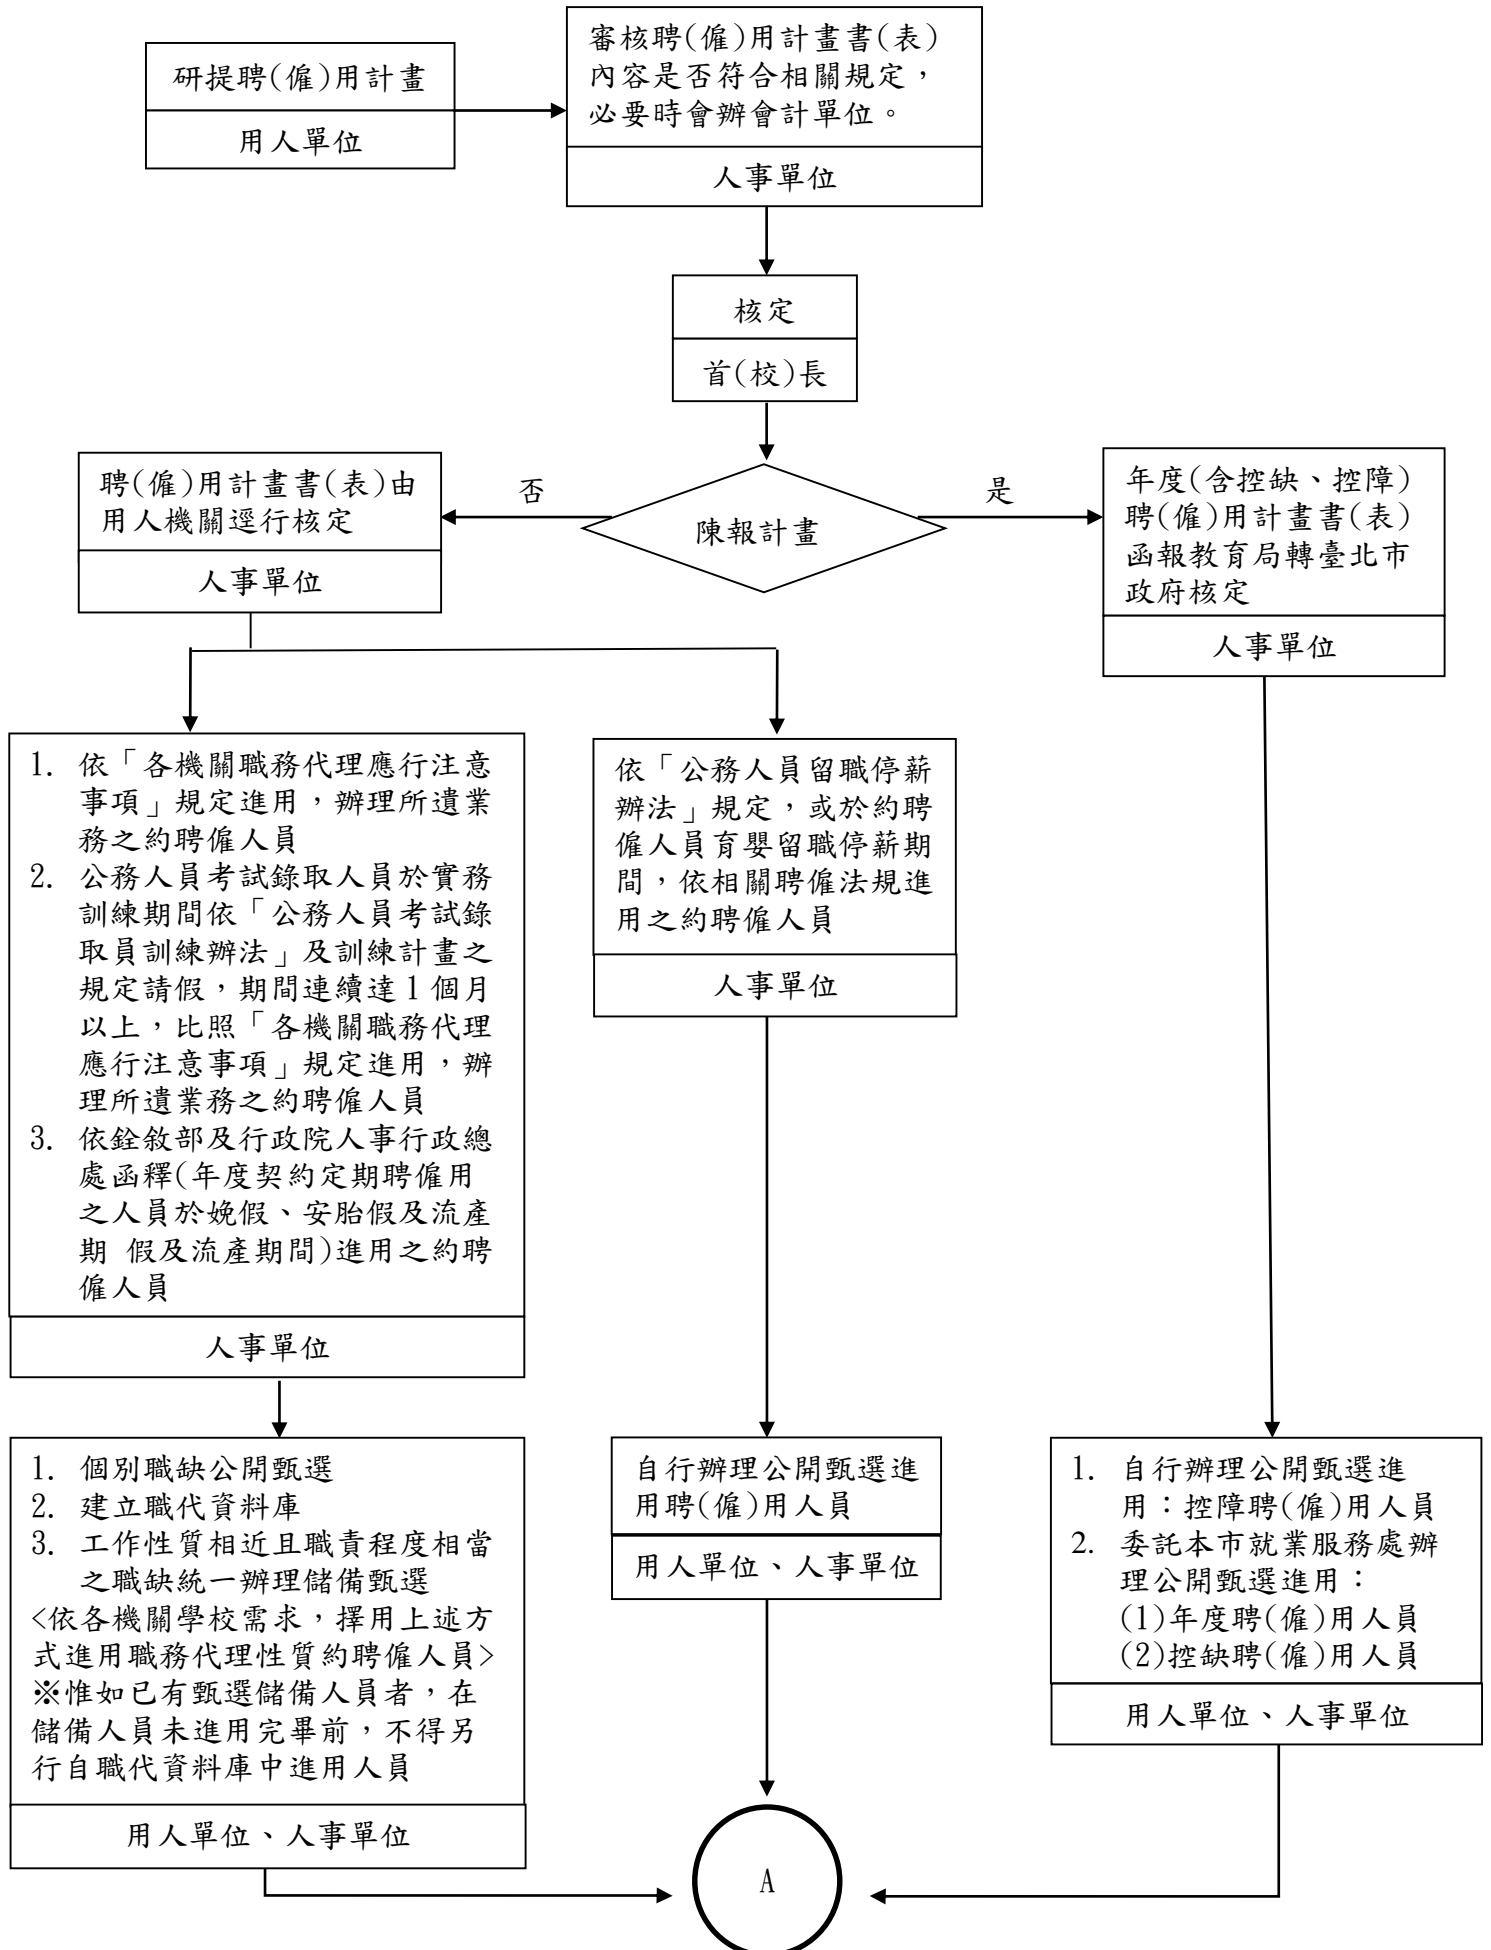 研提聘(僱)用計畫
用人單位
審核聘(僱)用計畫書(表)
內容是否符合相關規定，
必要時會辦會計單位。
人事單位
核定
首(校)長
陳報計畫
否
是
聘(僱)用計畫書(表)由
用人機關逕行核定
人事單位
年度(含控缺、控障)
聘(僱)用計畫書(表)
函報教育局轉臺北市
政府核定
人事單位
1. 依「各機關職務代理應行注意
事項」規定進用，辦理所遺業
務之約聘僱人員
2. 公務人員考試錄取人員於實務
訓練期間依「公務人員考試錄
取員訓練辦法」及訓練計畫之
規定請假，期間連續達1個月
以上，比照「各機關職務代理
應行注意事項」規定進用，辦
理所遺業務之約聘僱人員
3. 依銓敘部及行政院人事行政總
處函釋(年度契約定期聘僱用
之人員於娩假、安胎假及流產
期 假及流產期間)進用之約聘
僱人員
人事單位
依「公務人員留職停薪
辦法」規定，或於約聘
僱人員育嬰留職停薪期
間，依相關聘僱法規進
用之約聘僱人員
人事單位
1. 個別職缺公開甄選
2. 建立職代資料庫
3. 工作性質相近且職責程度相當
之職缺統一辦理儲備甄選
<依各機關學校需求，擇用上述方
式進用職務代理性質約聘僱人員>
※惟如已有甄選儲備人員者，在
儲備人員未進用完畢前，不得另
行自職代資料庫中進用人員
用人單位、人事單位
自行辦理公開甄選進
用聘(僱)用人員
用人單位、人事單位
1. 自行辦理公開甄選進
用：控障聘(僱)用人員
2. 委託本市就業服務處辦
理公開甄選進用：
(1)年度聘(僱)用人員
(2)控缺聘(僱)用人員
用人單位、人事單位
A